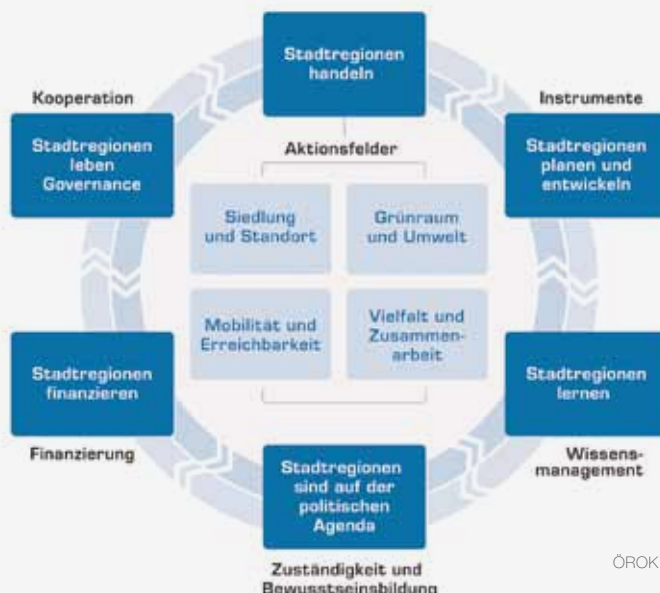 Stadtregionen
handeln
Kooperation
Instrumente
Stadtregionen
leben
Governance
Aktionsfelder
Stadtregionen
planen und
entwickeln
Siedlung
und Standort
Grünraum
und Umwelt
Mobilität und
Erreichbarkeit
Vielfalt und
Zusammen-
arbeit
Stadtregionen
finanzieren
Stadtregionen
lernen
Finanzierung
Wissens-
management
Stadtregionen
sind auf der
politischen
Agenda
Zuständigkeit und
Bewusstseinsbildung
ÖROK